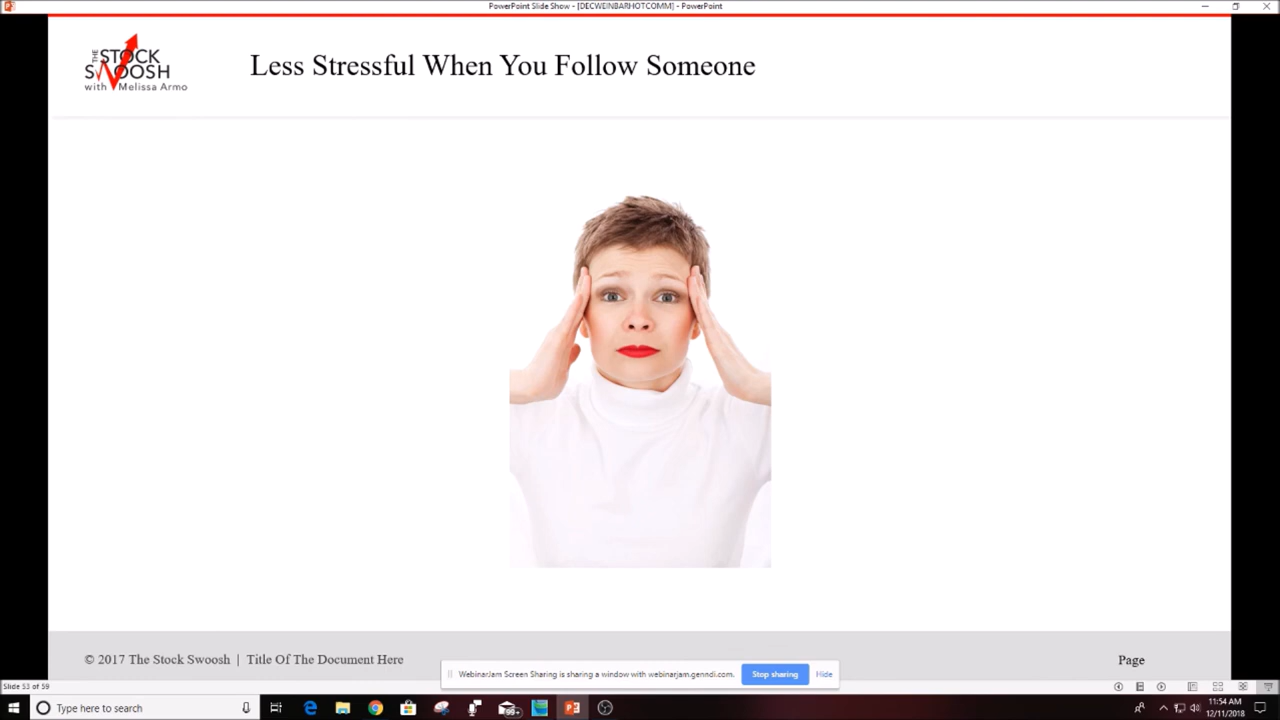 PowerPoint Slide Show - [DECWEINBARHOTCOMM] - PowerPoint
THE STOCK
SWOOSH
with Melissa Armo
Less Stressful When You Follow Someone
© 2017 The Stock Swoosh | Title Of The Document Here
Page
WebinarJam Screen Sharing is sharing a window with webinarjam.genndi.com.
Stop sharing
Hide
Slide 53 of 59
Type here to search
99+
11:54 AM
12/11/2018